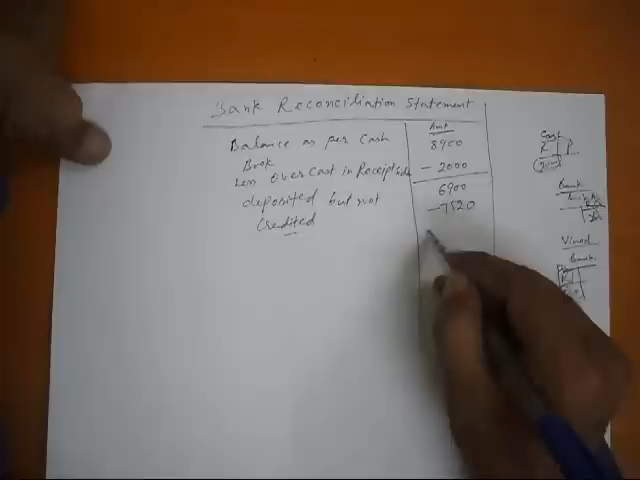 Bank Reconciliation Statement
Amt
Balance as per Cash 8900
Book
Less Over Cast in Receipt side - 2000
6900
deposited but not - 7520
Credited
Cash
R P
2000
Bank
Vinod
Bank